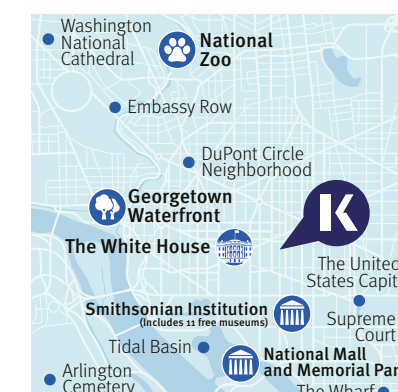 Washington
National
Cathedral
National
Zoo
Embassy Row
DuPont Circle
Neighborhood
Georgetown
Waterfront
K
The White House
The United
States Capit
Smithsonian Institution
(Includes 11 free museums)
Supreme
Court
Tidal Basin
National Mall
and Memorial Par
Arlington
Cemetery
The Wharf